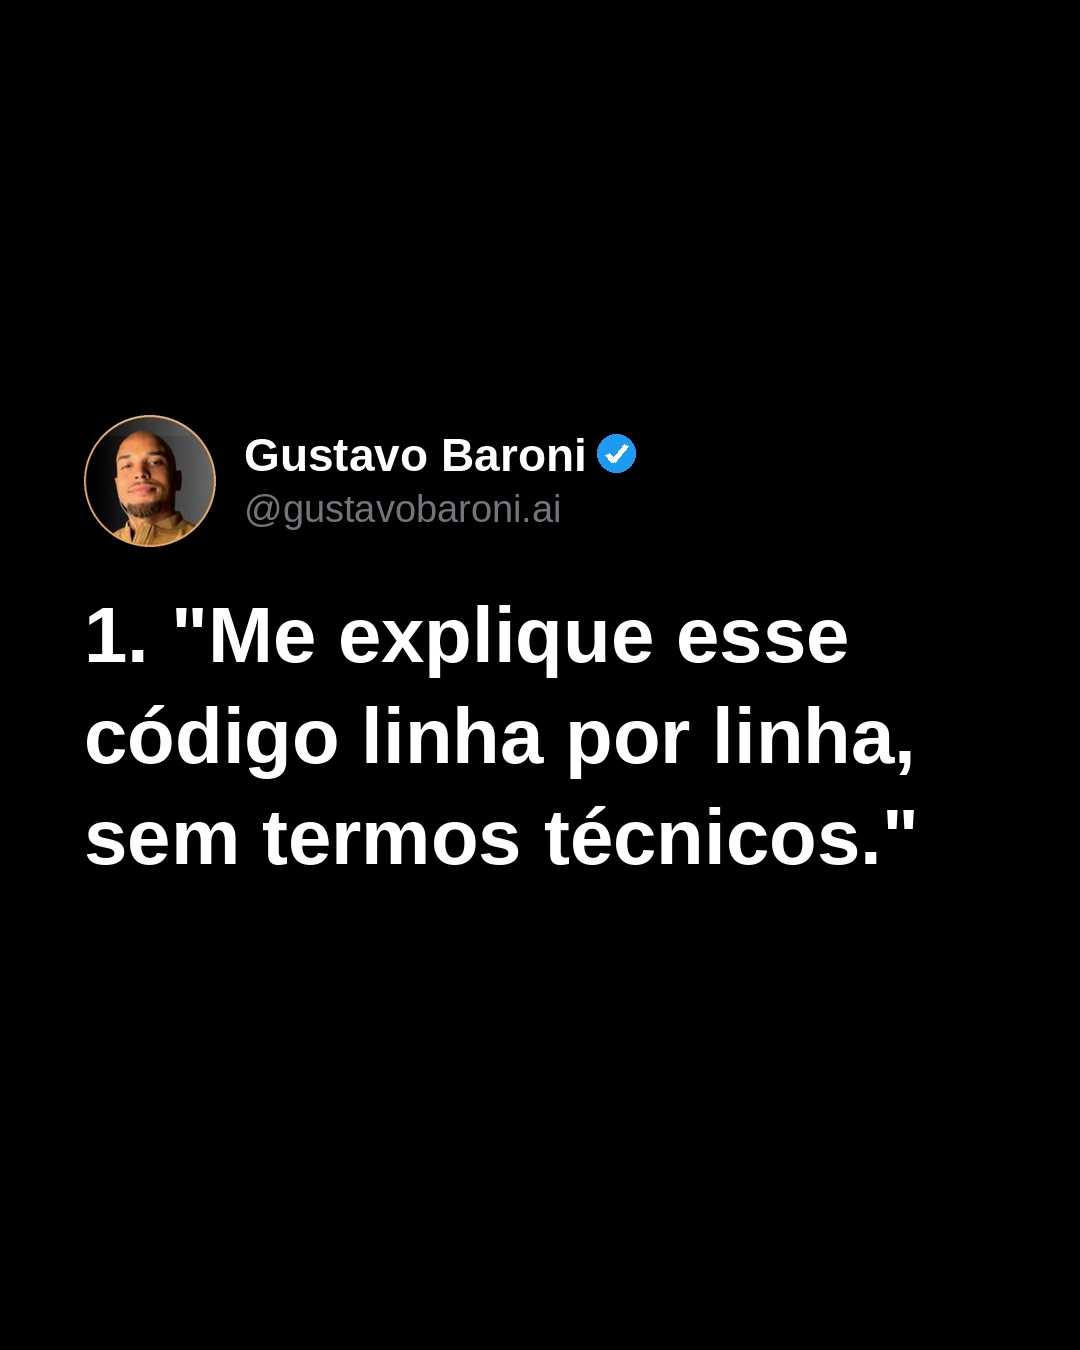 Gustavo Baroni
@gustavobaroni.ai
1. "Me explique esse
código linha por linha,
sem termos técnicos."